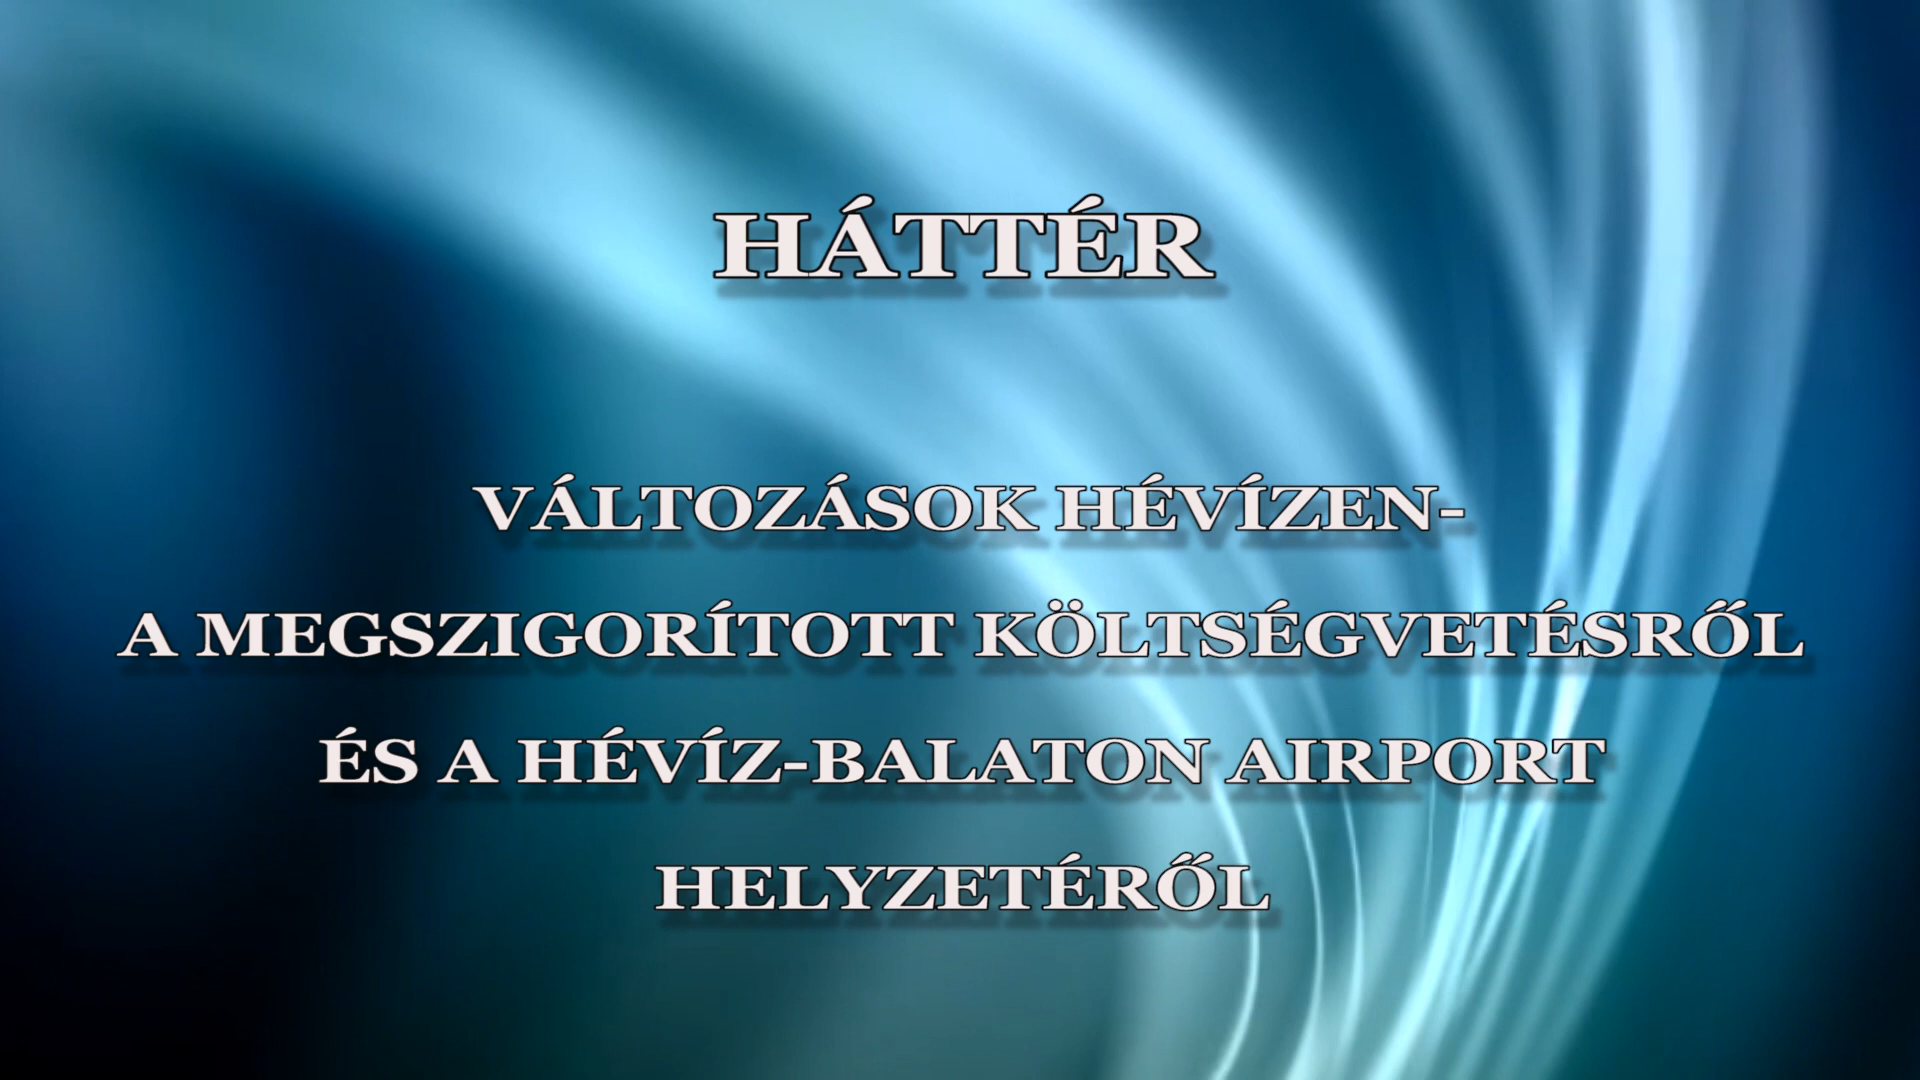 HÁTTÉR
VÁLTOZÁSOK HÉVÍZEN-
A MEGSZIGORÍTOTT KÖLTSÉGVETÉSRŐL
ÉS A HÉVÍZ-BALATON AIRPORT
HELYZETÉRŐL